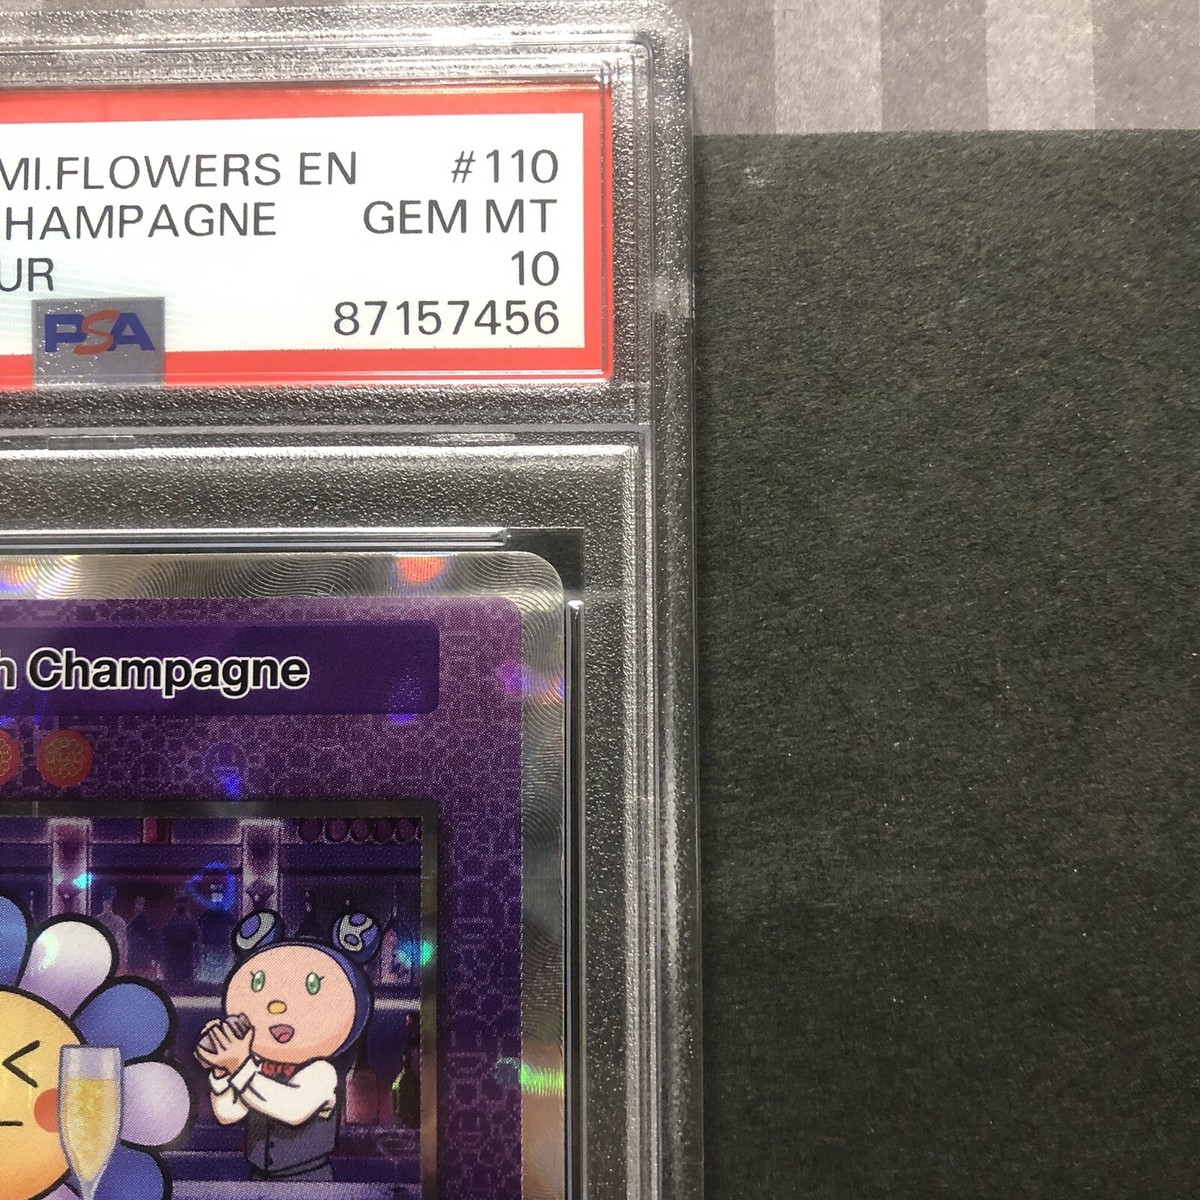 MI.FLOWERS EN #110
HAMPAGNE GEM MT
UR 10
PSA 87157456
h Champagne